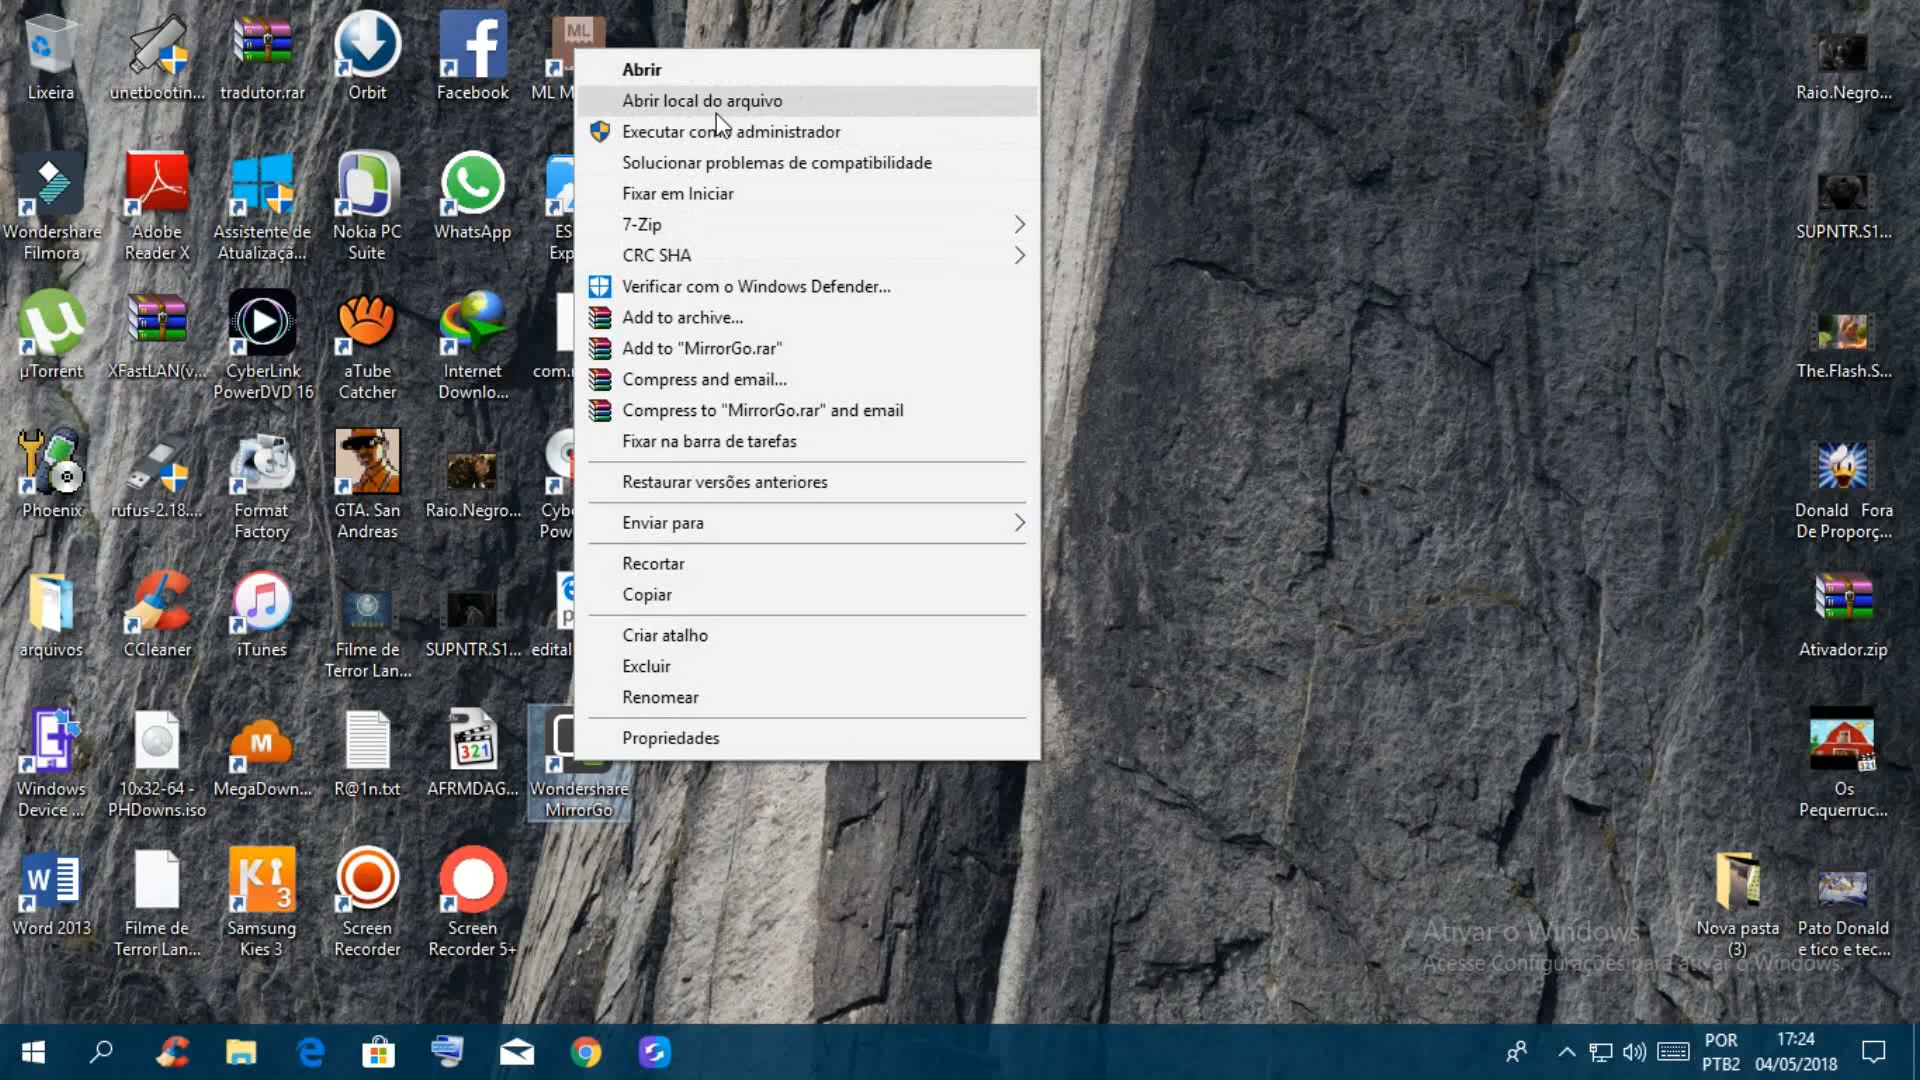 Lixeira
unetbootin...
tradutor.rar
Orbit
Facebook
ML
ML M
Raio.Negro...
Abrir
Abrir local do arquivo
Executar como administrador
Solucionar problemas de compatibilidade
Fixar em Iniciar
7-Zip
CRC SHA
Verificar com o Windows Defender...
Add to archive...
Add to "MirrorGo.rar"
Compress and email...
Compress to "MirrorGo.rar" and email
Fixar na barra de tarefas
Restaurar versões anteriores
Enviar para
Recortar
Copiar
Criar atalho
Excluir
Renomear
Propriedades
Wondershare
Filmora
Adobe
Reader X
Assistente de
Atualizaçã...
Nokia PC
Suite
WhatsApp
ES
Exp
SUPNTR.S1...
µTorrent
XFastLAN(v...
CyberLink
PowerDVD 16
aTube
Catcher
Internet
Downlo...
com.
The.Flash.S...
Phoenix
rufus-2.18....
Format
Factory
GTA. San
Andreas
Raio.Negro...
Cyb
Pow
Donald Fora
De Proporç...
arquivos
CCleaner
iTunes
Filme de
Terror Lan...
SUPNTR.S1...
edital
Ativador.zip
Windows
Device ...
10x32-64 -
PHDowns.iso
M
MegaDown...
R@1n.txt
321
AFRMDAG...
Wondershare
MirrorGo
Os
Pequerruc...
W
Word 2013
Filme de
Terror Lan...
Ki
3
Samsung
Kies 3
Screen
Recorder
Screen
Recorder 5+
Nova pasta
(3)
Pato Donald
e tico e tec...
Ativar o Windows
Acesse Configurações para ativar o Windows.
POR
PTB2
17:24
04/05/2018